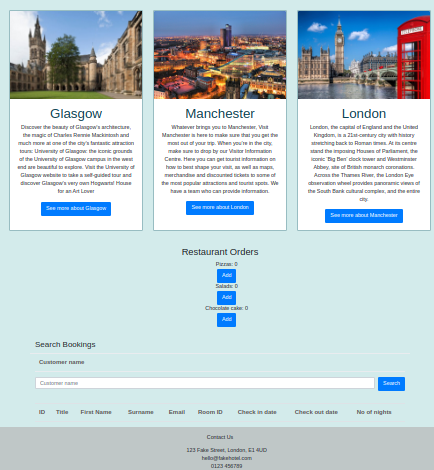 Glasgow
Discover the beauty of Glasgow's architecture,
the magic of Charles Rennie Mackintosh and
much more at one of the city's fantastic attraction
tours: University of Glasgow: the iconic grounds
of the University of Glasgow campus in the west
end are beautiful to explore. Visit the University of
Glasgow website to take a self-guided tour and
discover Glasgow's very own Hogwarts! House
for an Art Lover
See more about Glasgow
Manchester
Whatever brings you to Manchester, Visit
Manchester is here to make sure that you get the
most out of your trip. When you're in the city,
make sure to drop by our Visitor Information
Centre. Here you can get tourist information on
how to best shape your visit, as well as maps,
merchandise and discounted tickets to some of
the most popular attractions and tourist spots. We
have a team who can provide information.
See more about London
London
London, the capital of England and the United
Kingdom, is a 21st-century city with history
stretching back to Roman times. At its centre
stand the imposing Houses of Parliament, the
iconic 'Big Ben' clock tower and Westminster
Abbey, site of British monarch coronations.
Across the Thames River, the London Eye
observation wheel provides panoramic views of
the South Bank cultural complex, and the entire
city.
See more about Manchester
Restaurant Orders
Pizzas: 0
Add
Salads: 0
Add
Chocolate cake: 0
Add
Search Bookings
Customer name
Customer name
Search
ID Title First Name Surname Email Room ID Check in date Check out date No of nights
Contact Us
123 Fake Street, London, E1 4UD
hello@fakehotel.com
0123 456789